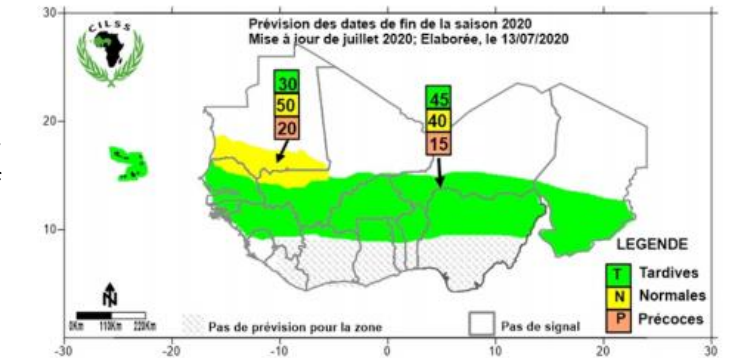 CILSS
Prévision des dates de fin de la saison 2020
Mise à jour de juillet 2020; Elaborée, le 13/07/2020
30
20
10
30
50
20
45
40
15
LEGENDE
T Tardives
N Normales
P Précoces
N
0Km 110Km 220Km
Pas de prévision pour la zone
Pas de signal
-30 -20 -10 0 10 20 30